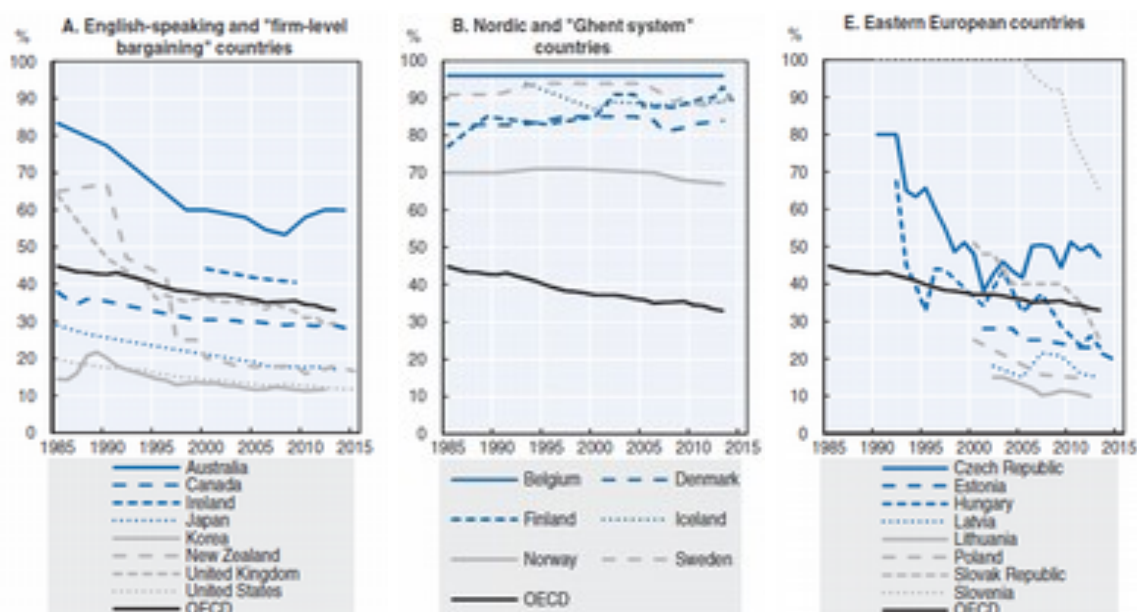 A. English-speaking and "firm-level
bargaining" countries
%
100
90
80
70
60
50
40
30
20
10
0
1985 1990 1995 2000 2005 2010 2015
Australia
Canada
Ireland
Japan
Korea
New Zealand
United Kingdom
United States
OECD
B. Nordic and "Ghent system"
countries
%
100
90
80
70
60
50
40
30
20
10
0
1985 1990 1995 2000 2005 2010 2015
Belgium Denmark
Finland Iceland
Norway Sweden
OECD
E. Eastern European countries
%
100
90
80
70
60
50
40
30
20
10
0
1985 1990 1995 2000 2005 2010 2015
Czech Republic
Estonia
Hungary
Latvia
Lithuania
Poland
Slovak Republic
Slovenia
OECD